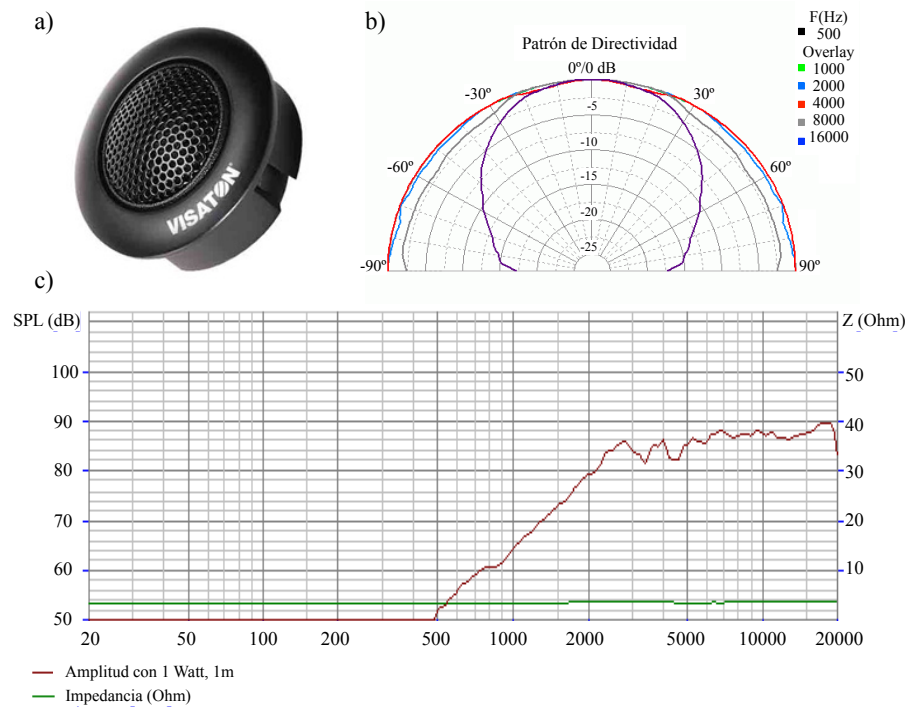 a)
VISATON
b)
Patrón de Directividad
0º/0 dB
-30º
30º
-60º
60º
-90º
90º
-5
-10
-15
-20
-25
F(Hz)
500
Overlay
1000
2000
4000
8000
16000
c)
SPL (dB)
Z (Ohm)
100
90
80
70
60
50
50
40
30
20
10
20
50
100
200
500
1000
2000
5000
10000
20000
Amplitud con 1 Watt, 1m
Impedancia (Ohm)